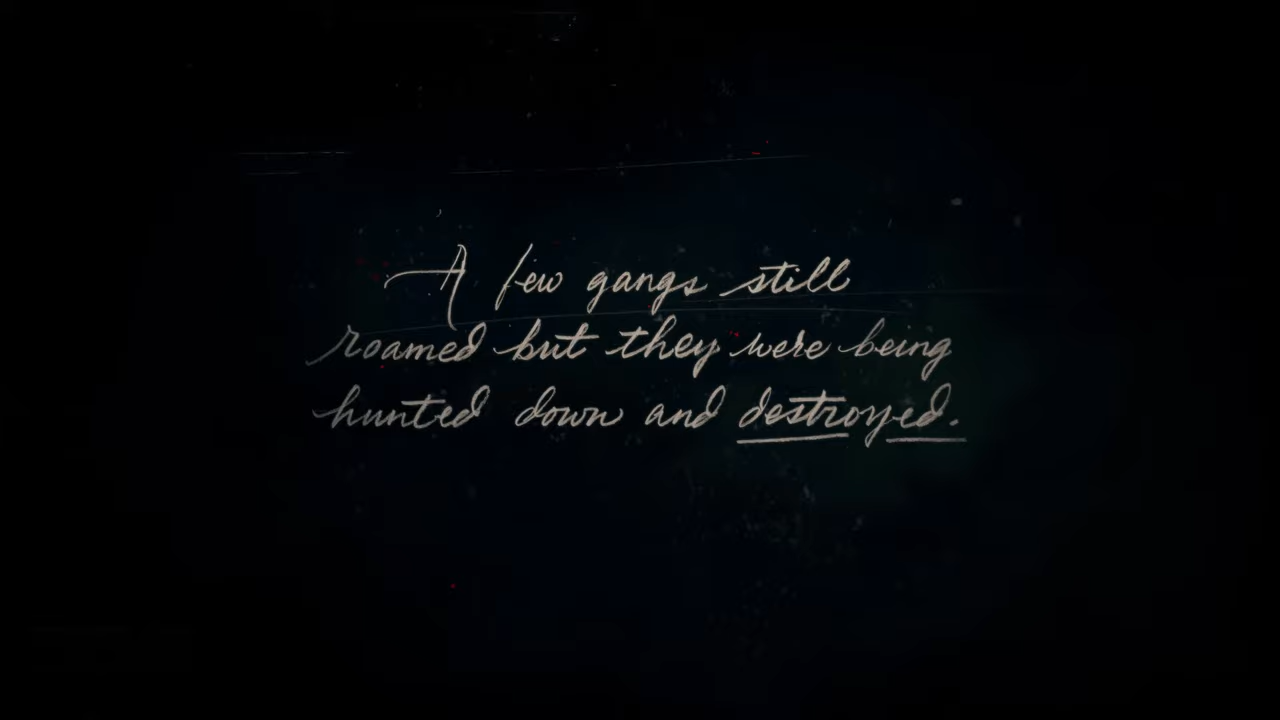 A few gangs still
roamed but they were being
hunted down and destroyed.